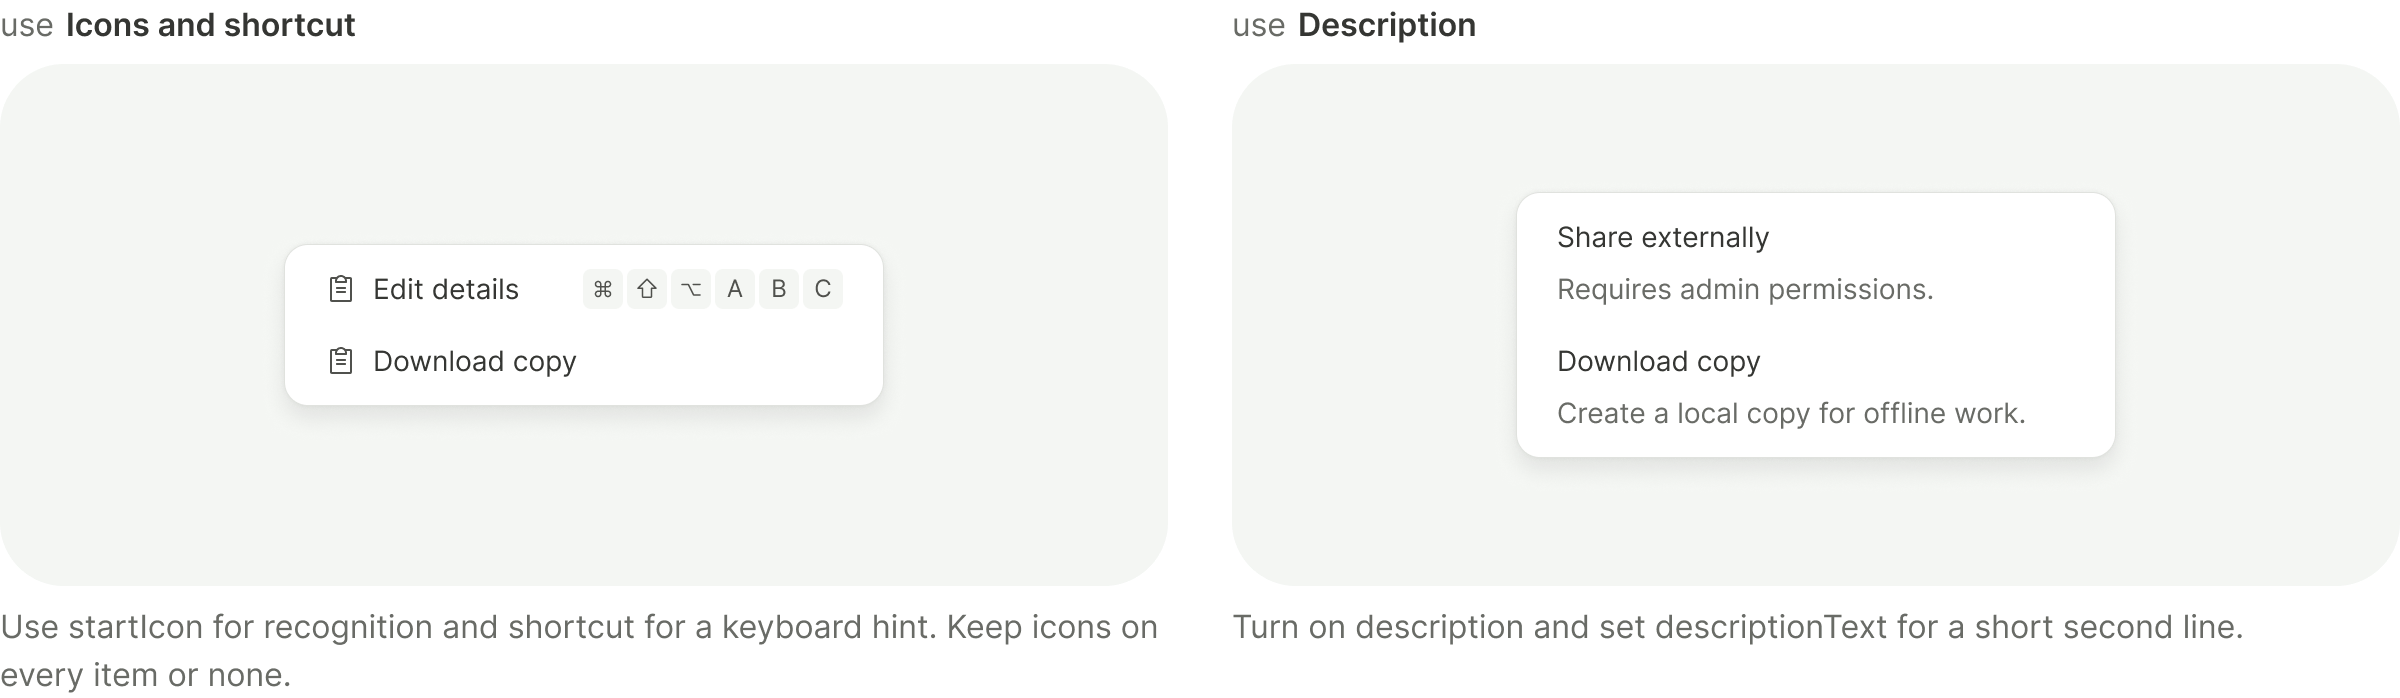 use Icons and shortcut
Edit details ⌘ ⇧ ⌥ A B C
Download copy
Use startIcon for recognition and shortcut for a keyboard hint. Keep icons on
every item or none.
use Description
Share externally
Requires admin permissions.
Download copy
Create a local copy for offline work.
Turn on description and set descriptionText for a short second line.